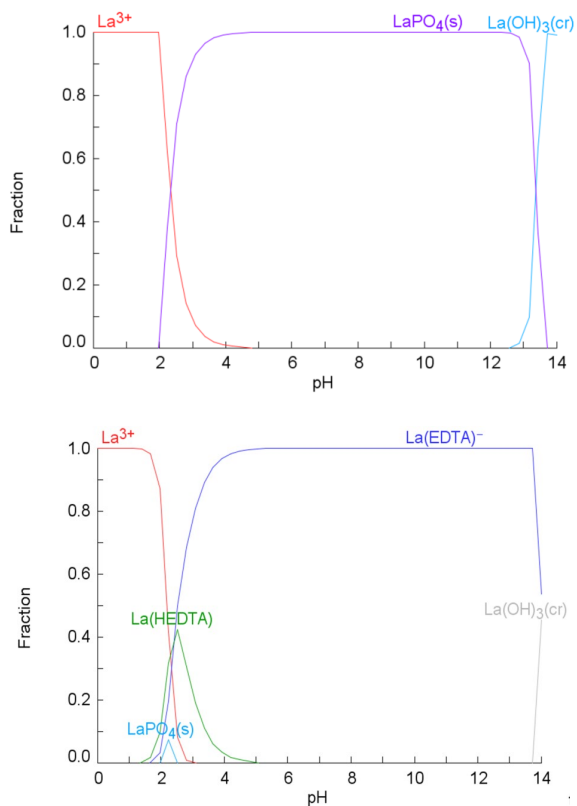 La³⁺ LaPO₄(s) La(OH)₃(cr)
1.0
0.8
0.6
0.4
0.2
0.0
Fraction
0 2 4 6 8 10 12 14
pH
La³⁺ La(EDTA)⁻
1.0
0.8
0.6
La(HEDTA) La(OH)₃(cr)
0.4
0.2
LaPO₄(s)
0.0
Fraction
0 2 4 6 8 10 12 14
pH